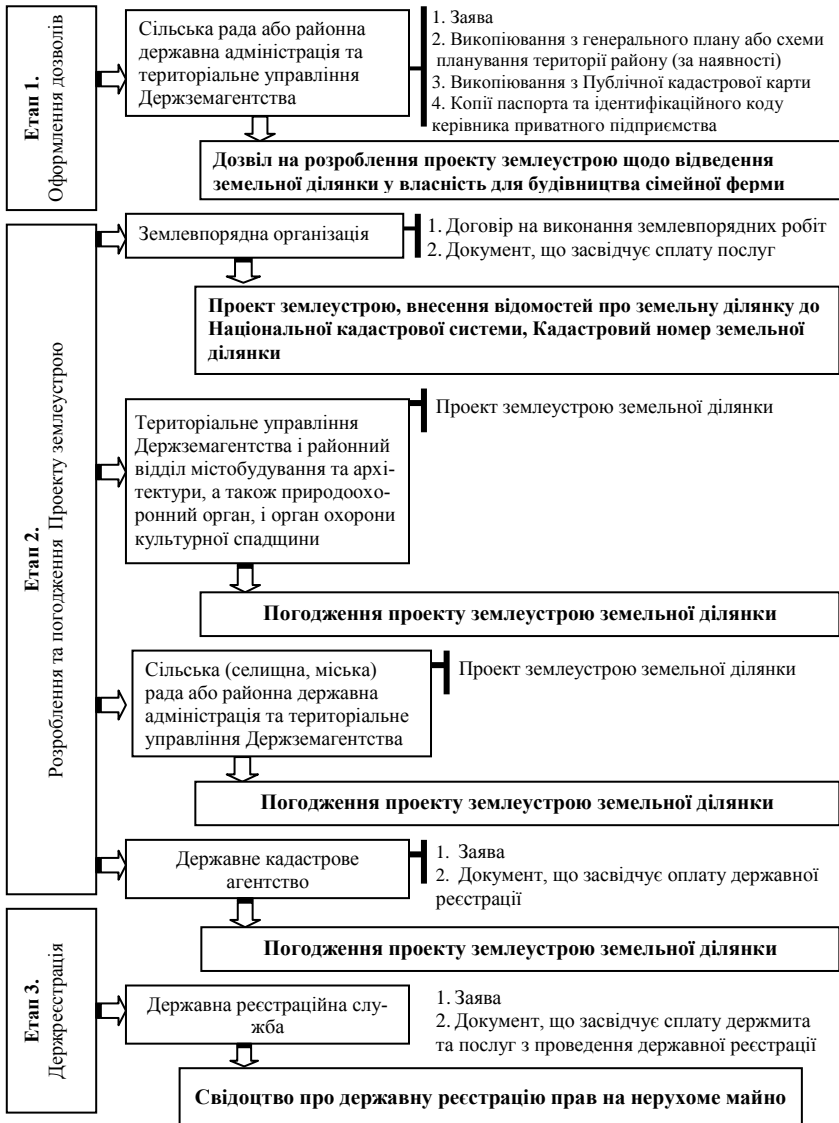 Етап 1.
Оформлення дозволів
Сільська рада або районна
державна адміністрація та
територіальне управління
Держземагентства
1. Заява
2. Викопіювання з генерального плану або схеми
планування території району (за наявності)
3. Викопіювання з Публічної кадастрової карти
4. Копії паспорта та ідентифікаційного коду
керівника приватного підприємства
Дозвіл на розроблення проекту землеустрою щодо відведення
земельної ділянки у власність для будівництва сімейної ферми
Етап 2.
Розроблення та погодження Проекту землеустрою
Землевпорядна організація
1. Договір на виконання землевпорядних робіт
2. Документ, що засвідчує сплату послуг
Проект землеустрою, внесення відомостей про земельну ділянку до
Національної кадастрової системи, Кадастровий номер земельної
ділянки
Територіальне управління
Держземагентства і районний
відділ містобудування та архі-
тектури, а також природоохо-
ронний орган, і орган охорони
культурної спадщини
Проект землеустрою земельної ділянки
Погодження проекту землеустрою земельної ділянки
Сільська (селищна, міська)
рада або районна державна
адміністрація та територіальне
управління Держземагентства
Проект землеустрою земельної ділянки
Погодження проекту землеустрою земельної ділянки
Державне кадастрове
агентство
1. Заява
2. Документ, що засвідчує оплату державної
реєстрації
Погодження проекту землеустрою земельної ділянки
Етап 3.
Держреєстрація
Державна реєстраційна слу-
жба
1. Заява
2. Документ, що засвідчує сплату держмита
та послуг з проведення державної реєстрації
Свідоцтво про державну реєстрацію прав на нерухоме майно